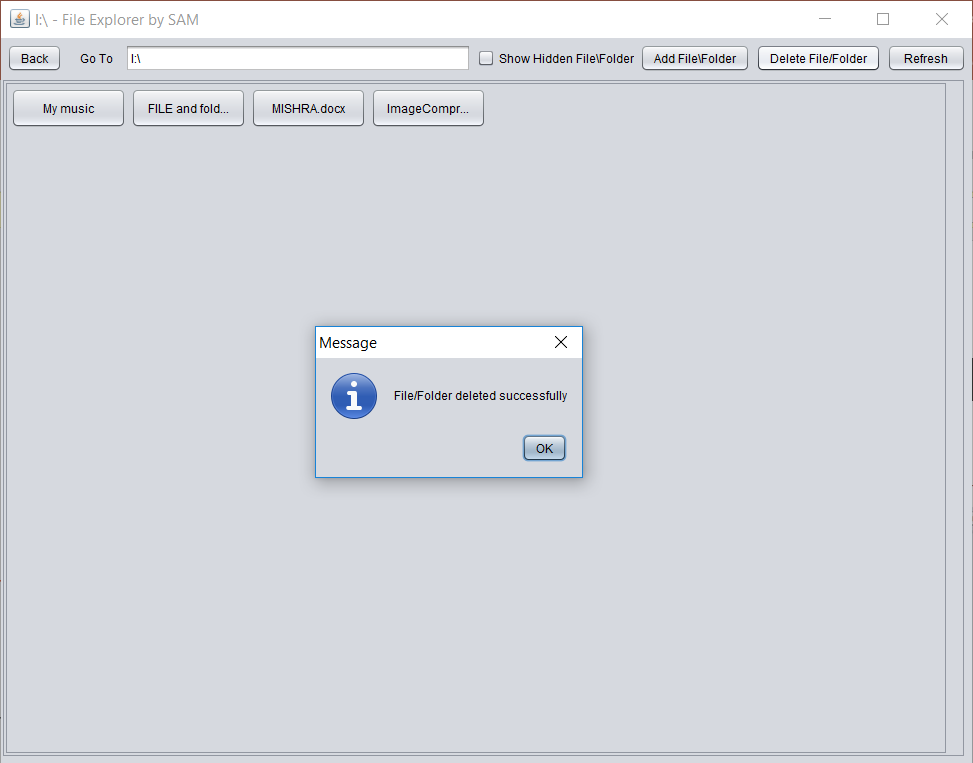 I:\ - File Explorer by SAM
Back Go To I:\ Show Hidden File\Folder Add File\Folder Delete File/Folder Refresh
My music FILE and fold... MISHRA.docx ImageCompr...
Message
File/Folder deleted successfully
OK